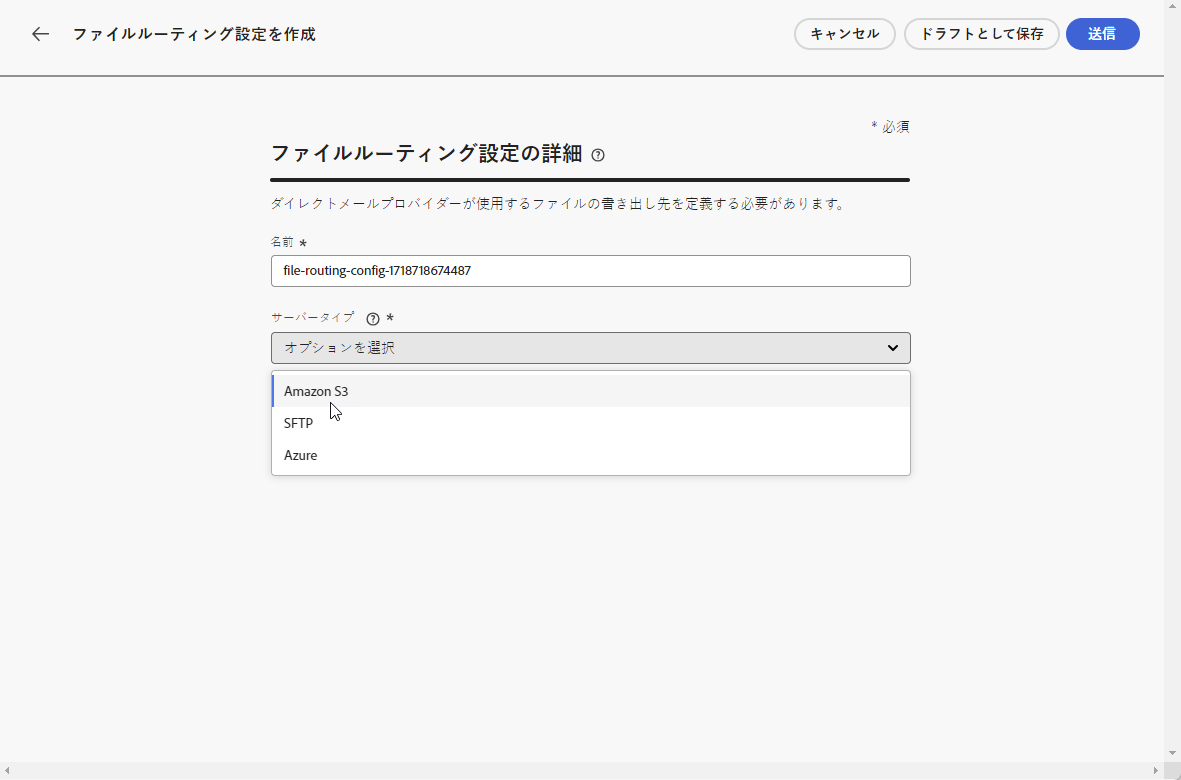 ファイルルーティング設定を作成
キャンセル
ドラフトとして保存
送信
* 必須
ファイルルーティング設定の詳細
ダイレクトメールプロバイダーが使用するファイルの書き出し先を定義する必要があります。
名前 *
file-routing-config-1718718674487
サーバータイプ *
オプションを選択
Amazon S3
SFTP
Azure